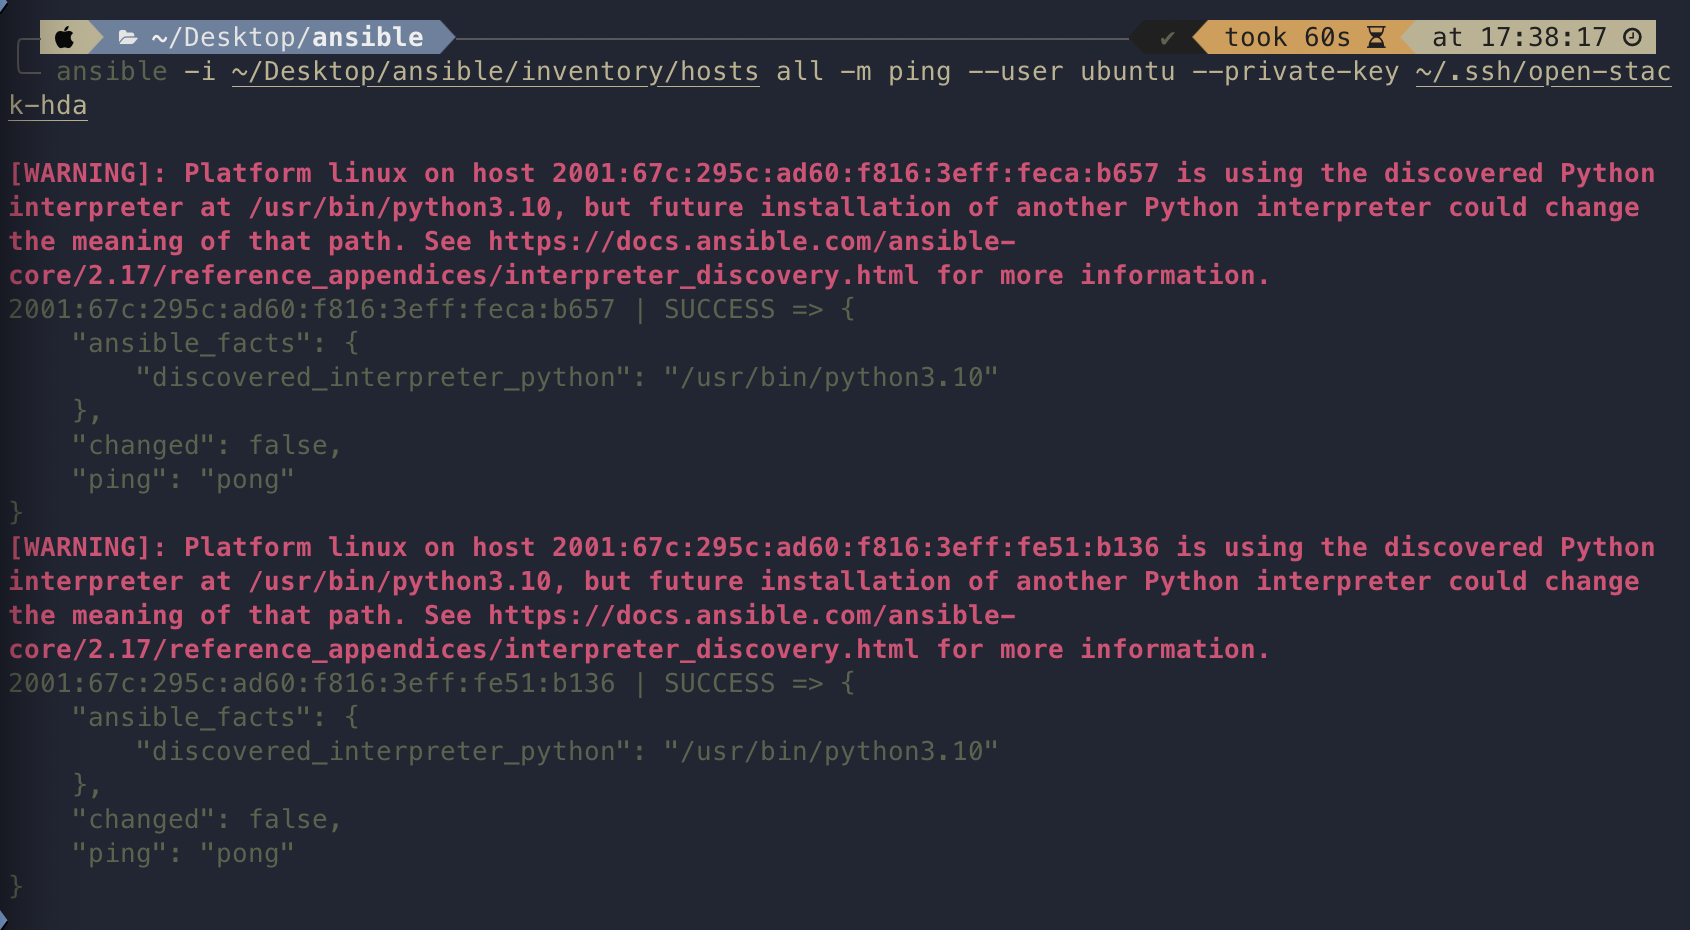 ~/Desktop/ansible ✔ took 60s at 17:38:17
ansible -i ~/Desktop/ansible/inventory/hosts all -m ping --user ubuntu --private-key ~/.ssh/open-stac
k-hda
[WARNING]: Platform linux on host 2001:67c:295c:ad60:f816:3eff:feca:b657 is using the discovered Python
interpreter at /usr/bin/python3.10, but future installation of another Python interpreter could change
the meaning of that path. See https://docs.ansible.com/ansible-
core/2.17/reference_appendices/interpreter_discovery.html for more information.
2001:67c:295c:ad60:f816:3eff:feca:b657 | SUCCESS => {
    "ansible_facts": {
        "discovered_interpreter_python": "/usr/bin/python3.10"
    },
    "changed": false,
    "ping": "pong"
}
[WARNING]: Platform linux on host 2001:67c:295c:ad60:f816:3eff:fe51:b136 is using the discovered Python
interpreter at /usr/bin/python3.10, but future installation of another Python interpreter could change
the meaning of that path. See https://docs.ansible.com/ansible-
core/2.17/reference_appendices/interpreter_discovery.html for more information.
2001:67c:295c:ad60:f816:3eff:fe51:b136 | SUCCESS => {
    "ansible_facts": {
        "discovered_interpreter_python": "/usr/bin/python3.10"
    },
    "changed": false,
    "ping": "pong"
}